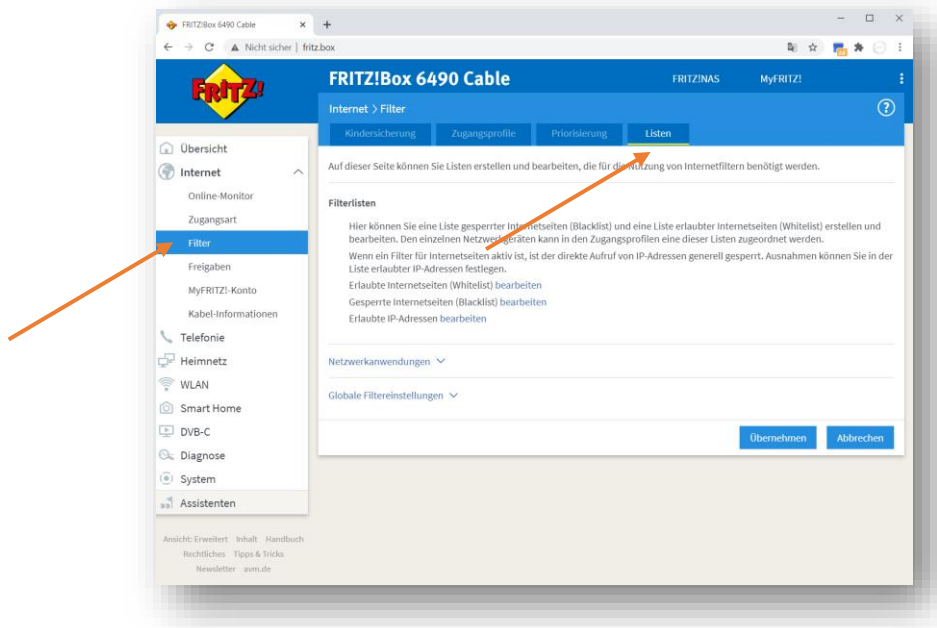 FRITZ!Box 6490 Cable
Nicht sicher | fritz.box
FRITZ!
FRITZ!Box 6490 Cable
FRITZ!NAS
MyFRITZ!
Internet > Filter
Kindersicherung
Zugangsprofile
Priorisierung
Listen
Übersicht
Internet
Online-Monitor
Zugangsart
Filter
Freigaben
MyFRITZ!-Konto
Kabel-Informationen
Telefonie
Heimnetz
WLAN
Smart Home
DVB-C
Diagnose
System
Assistenten
Ansicht: Erweitert Inhalt Handbuch
Rechtliches Tipps & Tricks
Newsletter avm.de
Auf dieser Seite können Sie Listen erstellen und bearbeiten, die für die Nutzung von Internetfiltern benötigt werden.
Filterlisten
Hier können Sie eine Liste gesperrter Internetseiten (Blacklist) und eine Liste erlaubter Internetseiten (Whitelist) erstellen und
bearbeiten. Den einzelnen Netzwerkgeräten kann in den Zugangsprofilen eine dieser Listen zugeordnet werden.
Wenn ein Filter für Internetseiten aktiv ist, ist der direkte Aufruf von IP-Adressen generell gesperrt. Ausnahmen können Sie in der
Liste erlaubter IP-Adressen festlegen.
Erlaubte Internetseiten (Whitelist) bearbeiten
Gesperrte Internetseiten (Blacklist) bearbeiten
Erlaubte IP-Adressen bearbeiten
Netzwerkanwendungen
Globale Filtereinstellungen
Übernehmen
Abbrechen